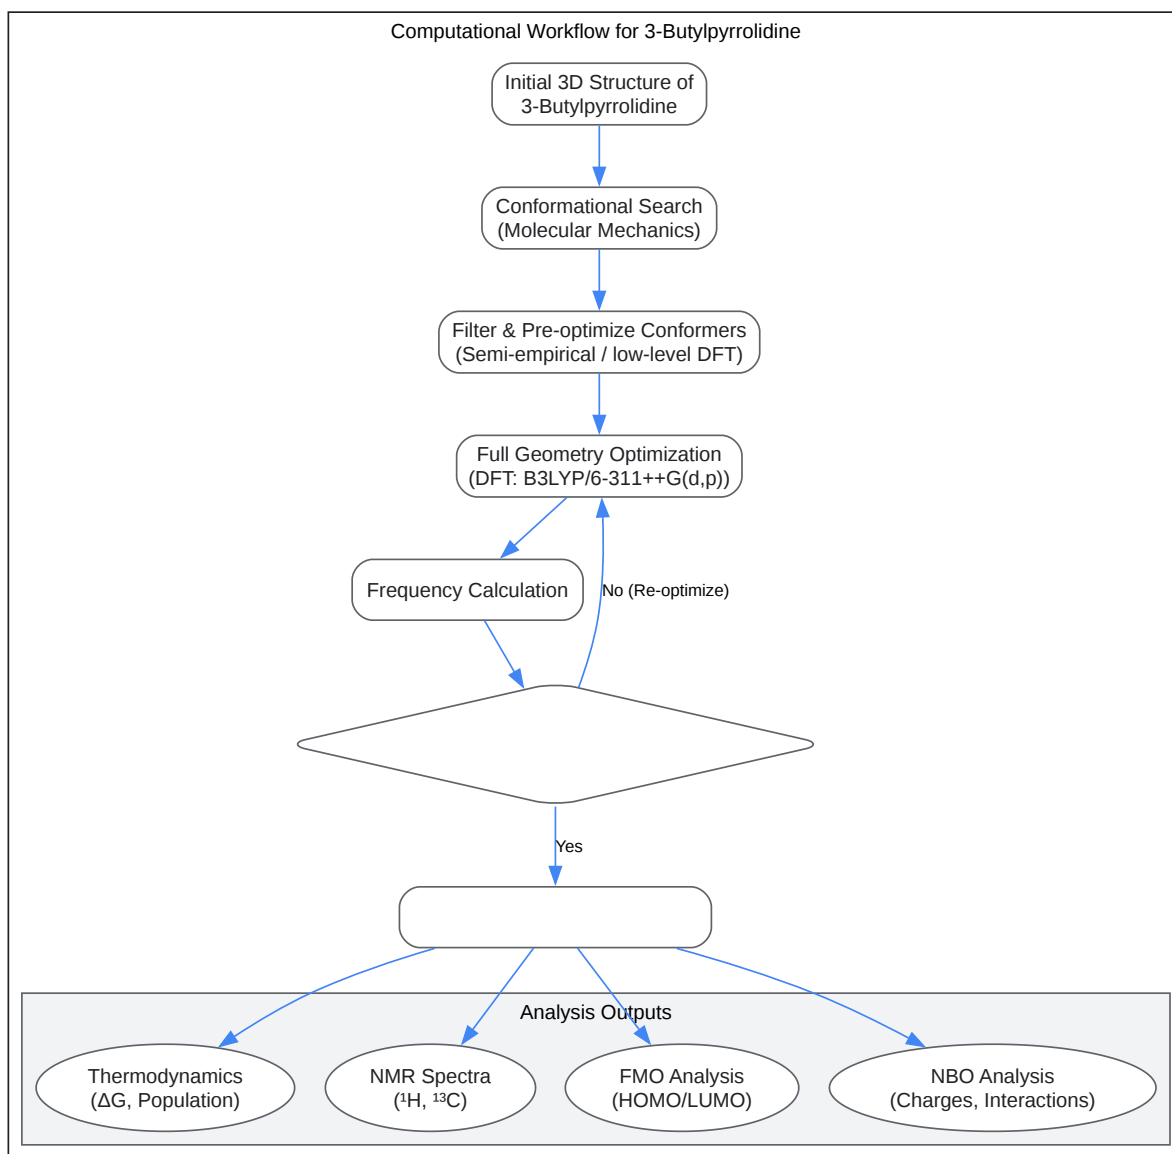 Computational Workflow for 3-Butylpyrrolidine
Initial 3D Structure of
3-Butylpyrrolidine
Conformational Search
(Molecular Mechanics)
Filter & Pre-optimize Conformers
(Semi-empirical / low-level DFT)
Full Geometry Optimization
(DFT: B3LYP/6-311++G(d,p))
Frequency Calculation
No (Re-optimize)
Yes
Analysis Outputs
Thermodynamics
(ΔG, Population)
NMR Spectra
(¹H, ¹³C)
FMO Analysis
(HOMO/LUMO)
NBO Analysis
(Charges, Interactions)